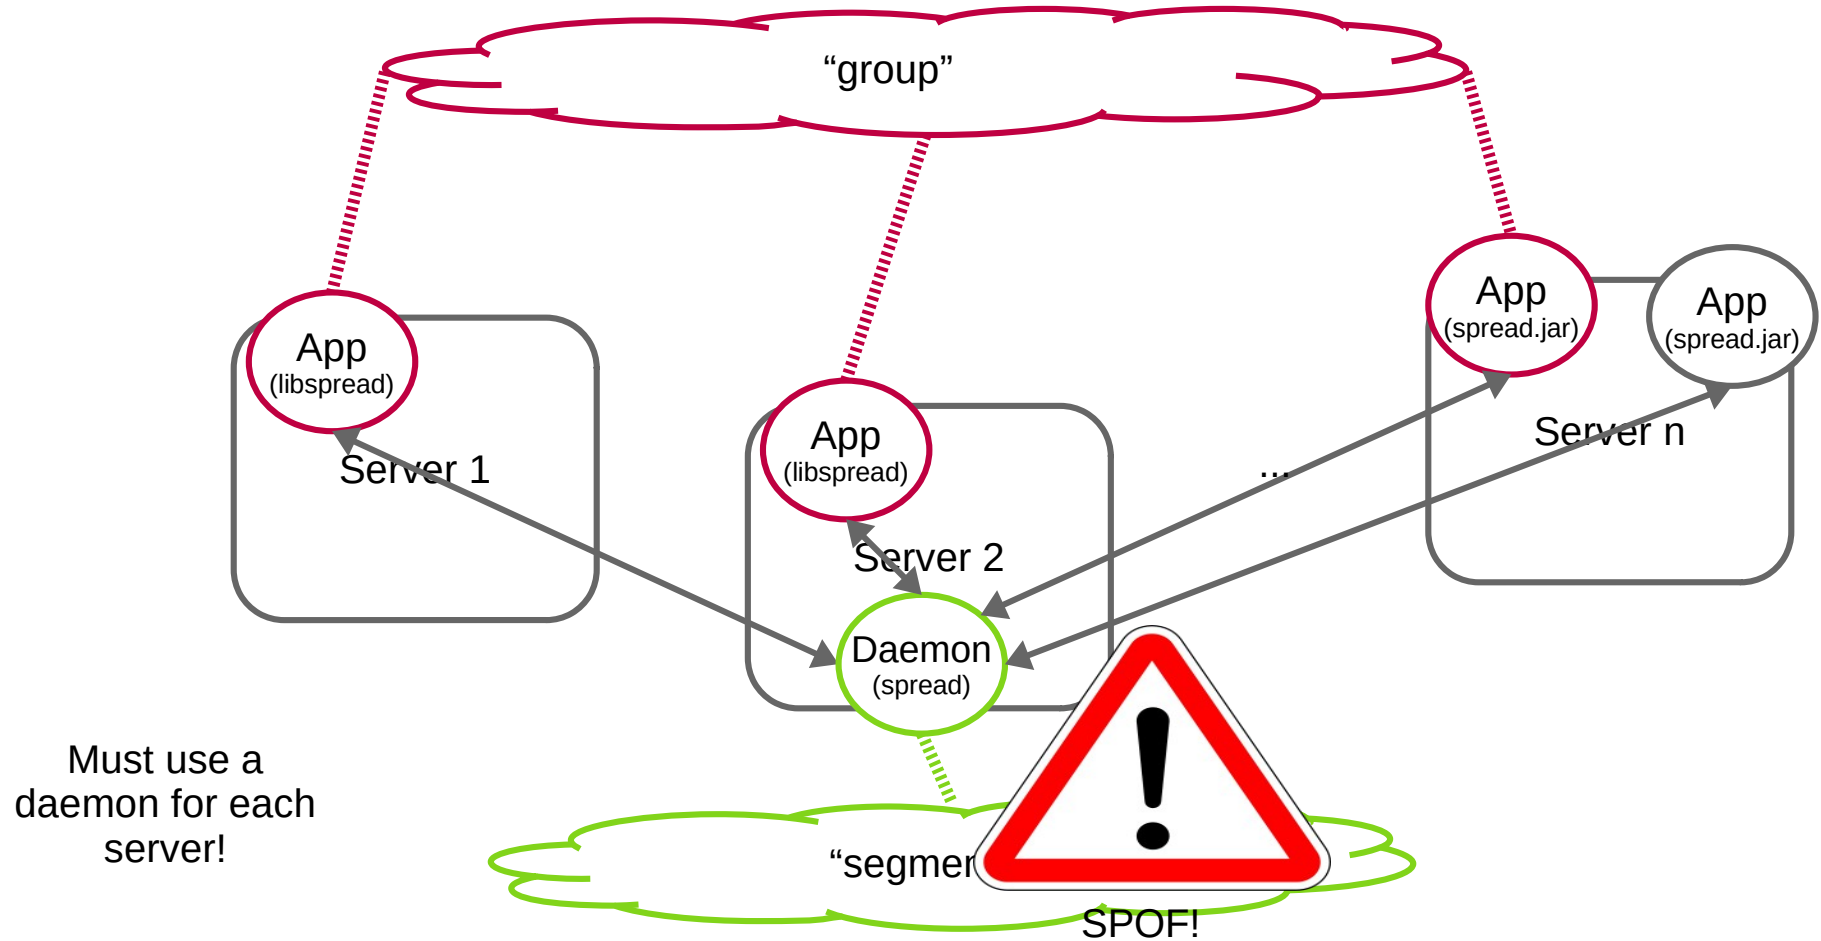 “group”
App
(spread.jar)
App
(spread.jar)
App
(libspread)
App
(libspread)
Server n
Server 1
...
Server 2
Daemon
(spread)
Must use a
daemon for each
server!
SPOF!